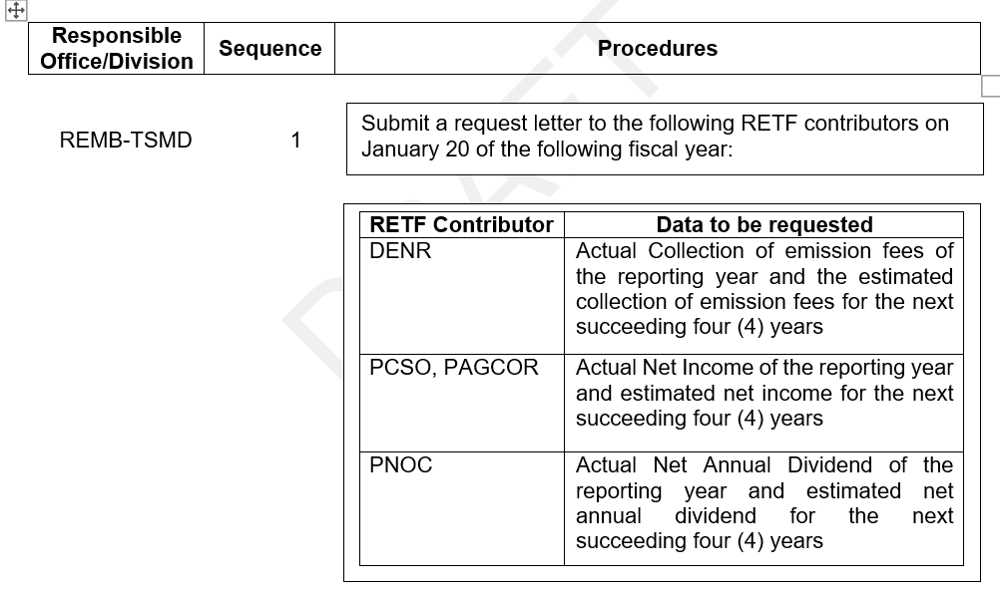 Responsible
Office/Division
Sequence
Procedures
REMB-TSMD
1
Submit a request letter to the following RETF contributors on
January 20 of the following fiscal year:
RETF Contributor
Data to be requested
DENR
Actual Collection of emission fees of
the reporting year and the estimated
collection of emission fees for the next
succeeding four (4) years
PCSO, PAGCOR
Actual Net Income of the reporting year
and estimated net income for the next
succeeding four (4) years
PNOC
Actual Net Annual Dividend of the
reporting year and estimated net
annual dividend for the next
succeeding four (4) years
DRAFT